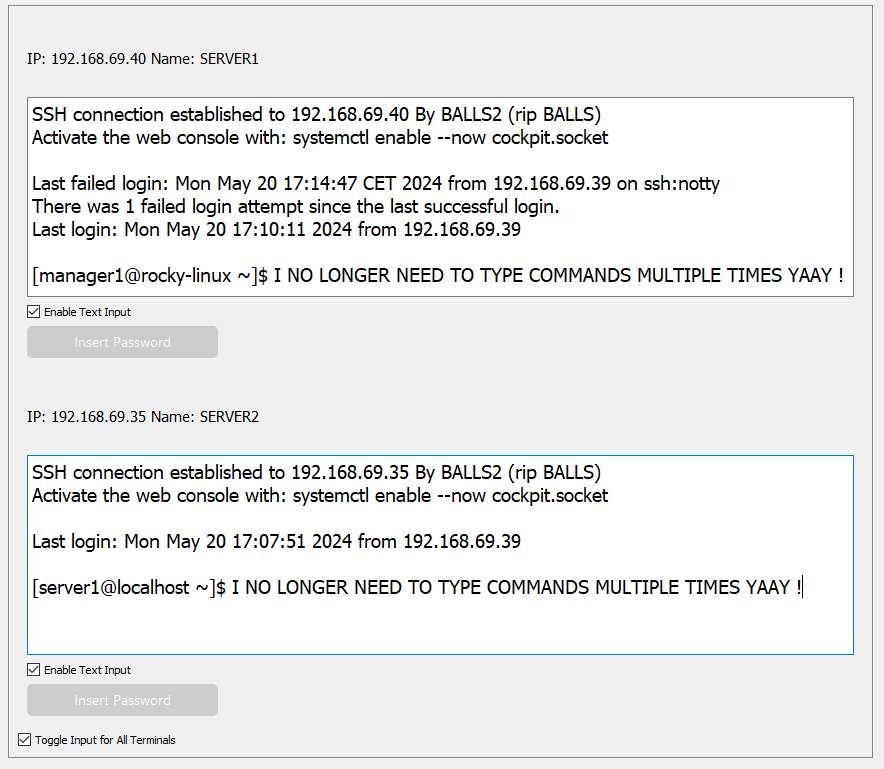 IP: 192.168.69.40 Name: SERVER1
SSH connection established to 192.168.69.40 By BALLS2 (rip BALLS)
Activate the web console with: systemctl enable --now cockpit.socket
Last failed login: Mon May 20 17:14:47 CET 2024 from 192.168.69.39 on ssh:notty
There was 1 failed login attempt since the last successful login.
Last login: Mon May 20 17:10:11 2024 from 192.168.69.39
[manager1@rocky-linux ~]$ I NO LONGER NEED TO TYPE COMMANDS MULTIPLE TIMES YAAY !
Enable Text Input
Insert Password
IP: 192.168.69.35 Name: SERVER2
SSH connection established to 192.168.69.35 By BALLS2 (rip BALLS)
Activate the web console with: systemctl enable --now cockpit.socket
Last login: Mon May 20 17:07:51 2024 from 192.168.69.39
[server1@localhost ~]$ I NO LONGER NEED TO TYPE COMMANDS MULTIPLE TIMES YAAY !
Enable Text Input
Insert Password
Toggle Input for All Terminals